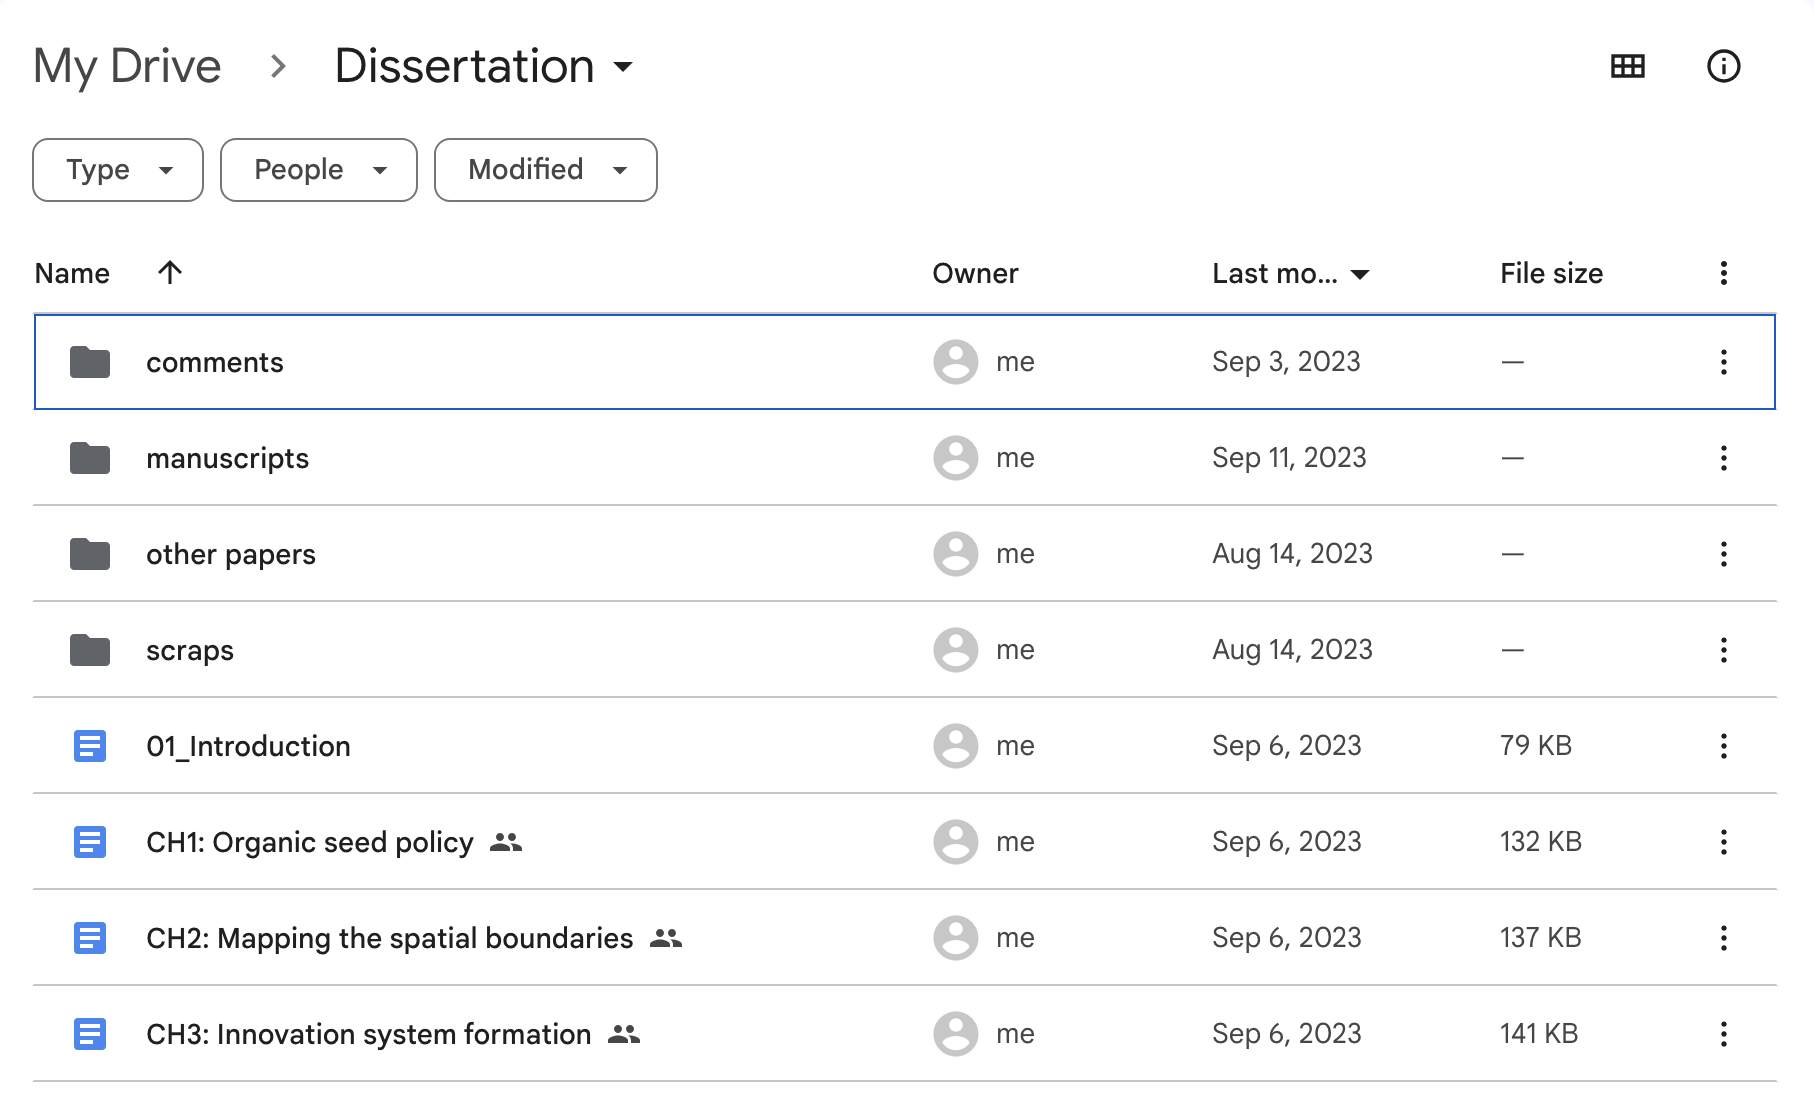 My Drive > Dissertation
Type People Modified
Name Owner Last mo... File size
comments me Sep 3, 2023 —
manuscripts me Sep 11, 2023 —
other papers me Aug 14, 2023 —
scraps me Aug 14, 2023 —
01_Introduction me Sep 6, 2023 79 KB
CH1: Organic seed policy me Sep 6, 2023 132 KB
CH2: Mapping the spatial boundaries me Sep 6, 2023 137 KB
CH3: Innovation system formation me Sep 6, 2023 141 KB